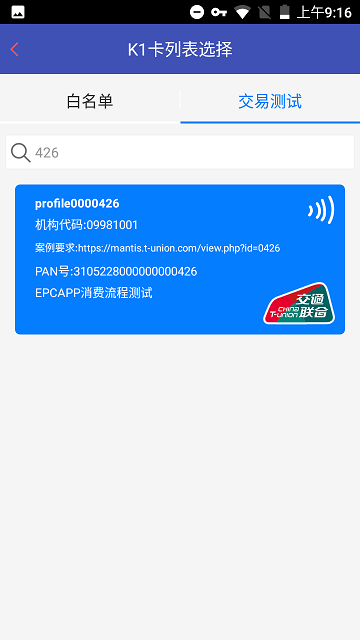 上午9:16
K1卡列表选择
白名单
交易测试
426
profile0000426
机构代码:09981001
案例要求:https://mantis.t-union.com/view.php?id=0426
PAN号:3105228000000000426
EPCAPP消费流程测试
交通
CHINA
T-UNION
联合